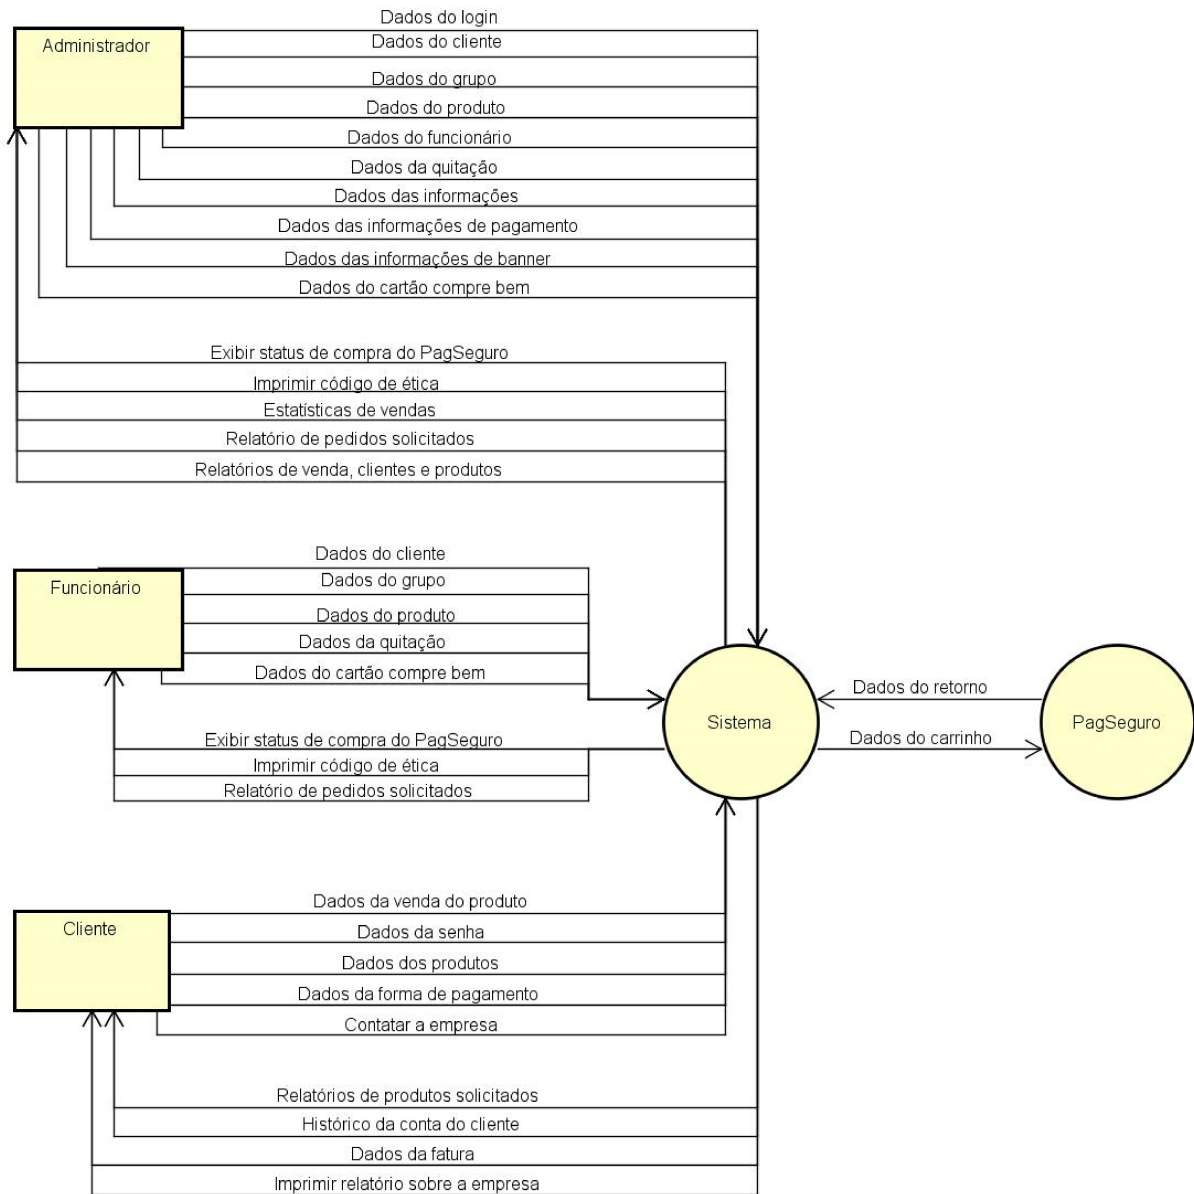 Dados do login
Administrador
Dados do cliente
Dados do grupo
Dados do produto
Dados do funcionário
Dados da quitação
Dados das informações
Dados das informações de pagamento
Dados das informações de banner
Dados do cartão compre bem
Exibir status de compra do PagSeguro
Imprimir código de ética
Estatísticas de vendas
Relatório de pedidos solicitados
Relatórios de venda, clientes e produtos
Dados do cliente
Funcionário
Dados do grupo
Dados do produto
Dados da quitação
Dados do cartão compre bem
Exibir status de compra do PagSeguro
Imprimir código de ética
Relatório de pedidos solicitados
Sistema
Dados do retorno
Dados do carrinho
PagSeguro
Dados da venda do produto
Cliente
Dados da senha
Dados dos produtos
Dados da forma de pagamento
Contatar a empresa
Relatórios de produtos solicitados
Histórico da conta do cliente
Dados da fatura
Imprimir relatório sobre a empresa